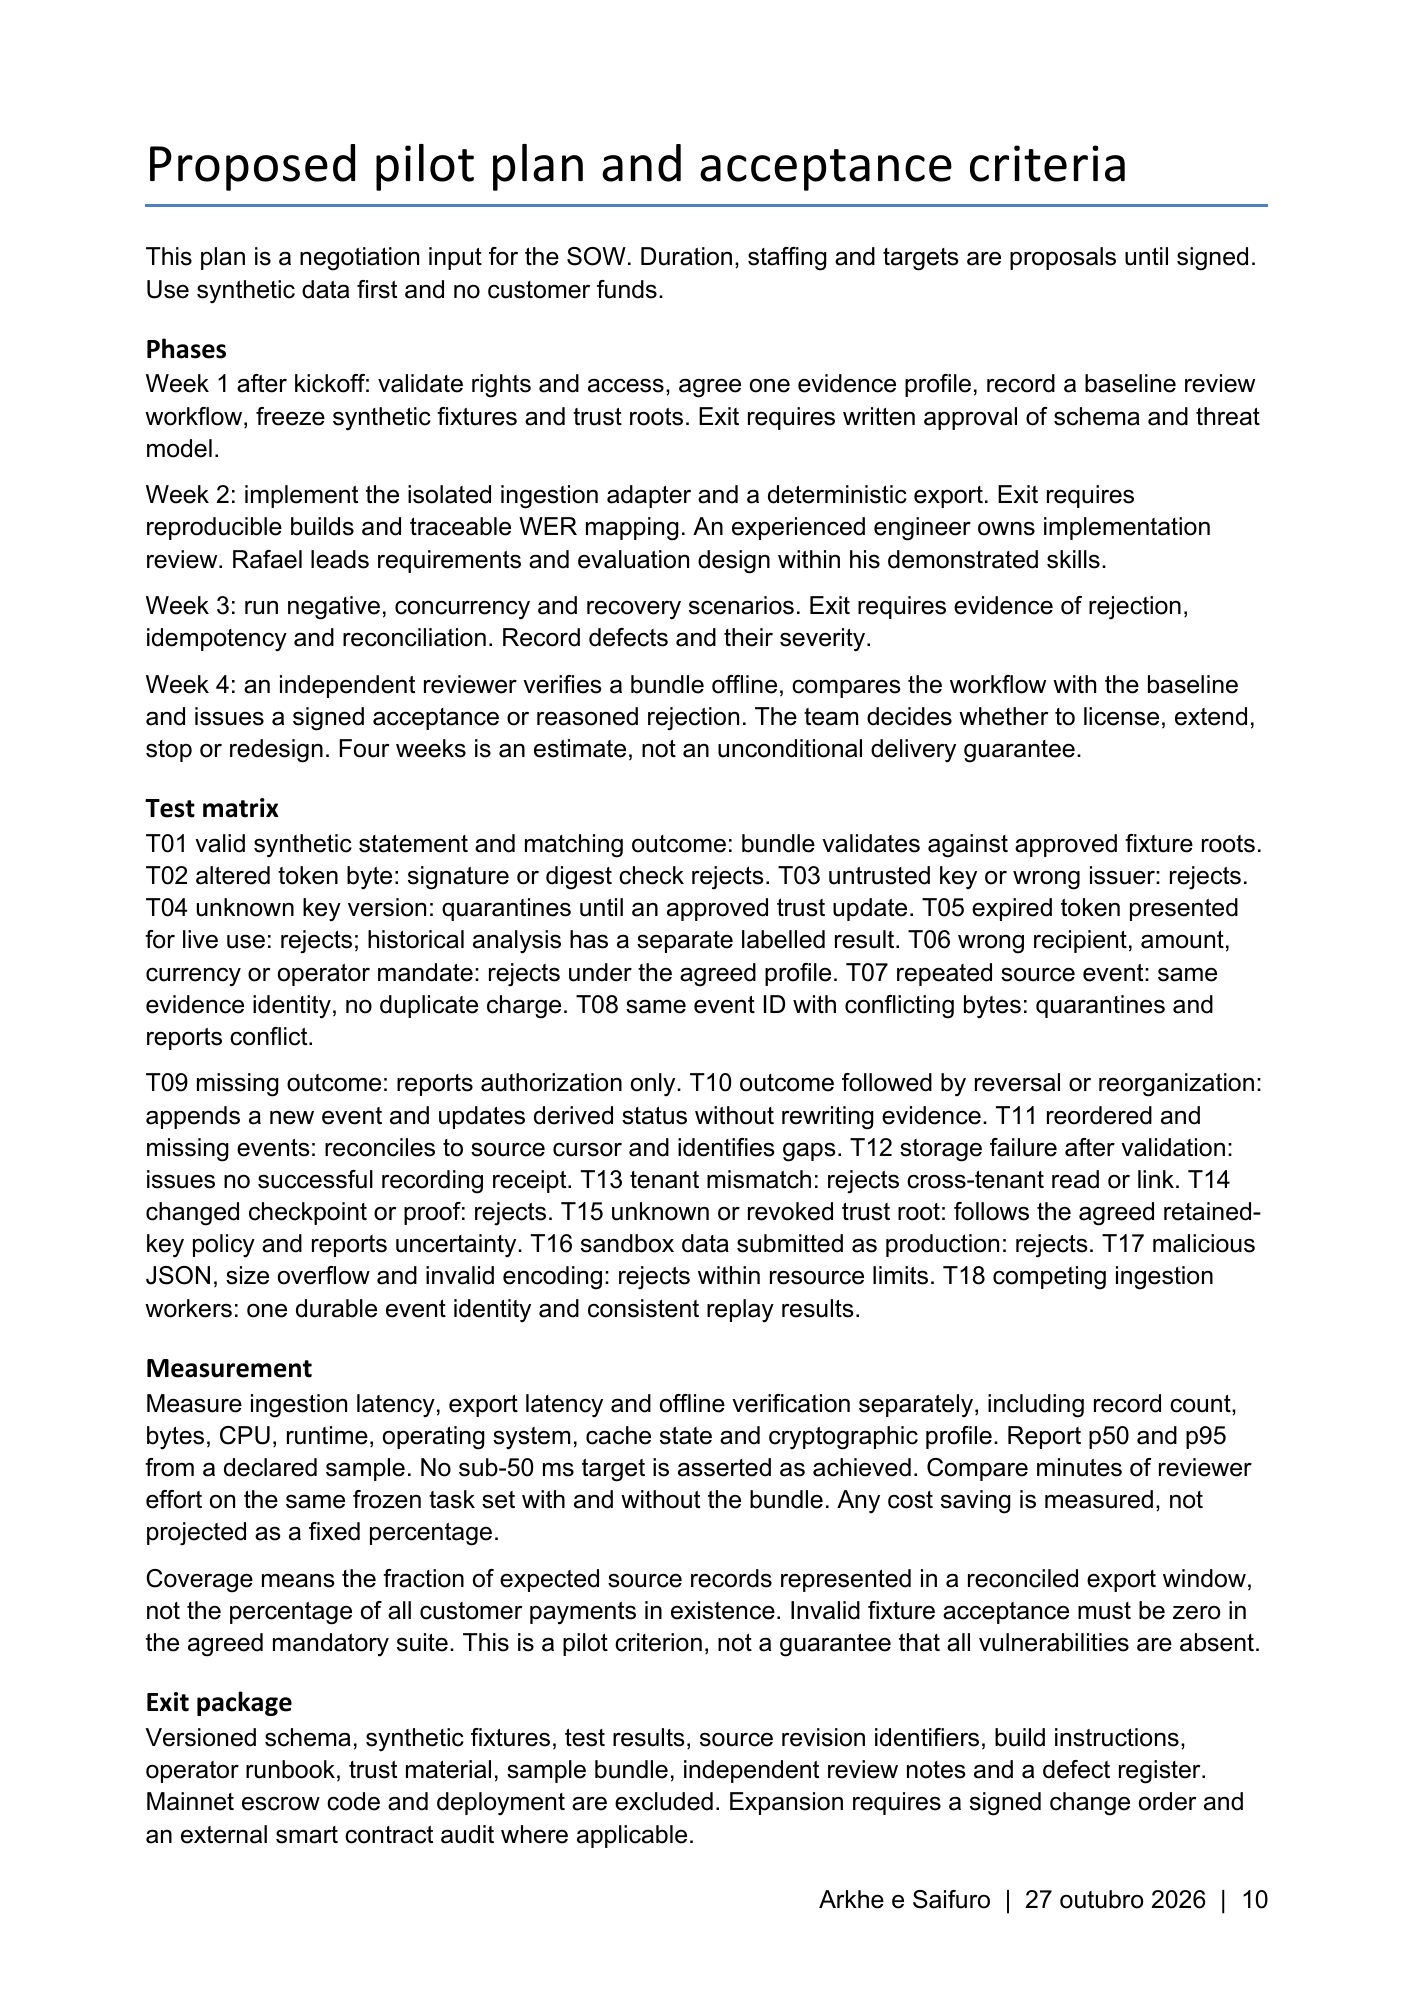 Proposed pilot plan and acceptance criteria
This plan is a negotiation input for the SOW. Duration, staffing and targets are proposals until signed.
Use synthetic data first and no customer funds.
Phases
Week 1 after kickoff: validate rights and access, agree one evidence profile, record a baseline review
workflow, freeze synthetic fixtures and trust roots. Exit requires written approval of schema and threat
model.
Week 2: implement the isolated ingestion adapter and a deterministic export. Exit requires
reproducible builds and traceable WER mapping. An experienced engineer owns implementation
review. Rafael leads requirements and evaluation design within his demonstrated skills.
Week 3: run negative, concurrency and recovery scenarios. Exit requires evidence of rejection,
idempotency and reconciliation. Record defects and their severity.
Week 4: an independent reviewer verifies a bundle offline, compares the workflow with the baseline
and issues a signed acceptance or reasoned rejection. The team decides whether to license, extend,
stop or redesign. Four weeks is an estimate, not an unconditional delivery guarantee.
Test matrix
T01 valid synthetic statement and matching outcome: bundle validates against approved fixture roots.
T02 altered token byte: signature or digest check rejects. T03 untrusted key or wrong issuer: rejects.
T04 unknown key version: quarantines until an approved trust update. T05 expired token presented
for live use: rejects; historical analysis has a separate labelled result. T06 wrong recipient, amount,
currency or operator mandate: rejects under the agreed profile. T07 repeated source event: same
evidence identity, no duplicate charge. T08 same event ID with conflicting bytes: quarantines and
reports conflict.
T09 missing outcome: reports authorization only. T10 outcome followed by reversal or reorganization:
appends a new event and updates derived status without rewriting evidence. T11 reordered and
missing events: reconciles to source cursor and identifies gaps. T12 storage failure after validation:
issues no successful recording receipt. T13 tenant mismatch: rejects cross-tenant read or link. T14
changed checkpoint or proof: rejects. T15 unknown or revoked trust root: follows the agreed retained-
key policy and reports uncertainty. T16 sandbox data submitted as production: rejects. T17 malicious
JSON, size overflow and invalid encoding: rejects within resource limits. T18 competing ingestion
workers: one durable event identity and consistent replay results.
Measurement
Measure ingestion latency, export latency and offline verification separately, including record count,
bytes, CPU, runtime, operating system, cache state and cryptographic profile. Report p50 and p95
from a declared sample. No sub-50 ms target is asserted as achieved. Compare minutes of reviewer
effort on the same frozen task set with and without the bundle. Any cost saving is measured, not
projected as a fixed percentage.
Coverage means the fraction of expected source records represented in a reconciled export window,
not the percentage of all customer payments in existence. Invalid fixture acceptance must be zero in
the agreed mandatory suite. This is a pilot criterion, not a guarantee that all vulnerabilities are absent.
Exit package
Versioned schema, synthetic fixtures, test results, source revision identifiers, build instructions,
operator runbook, trust material, sample bundle, independent review notes and a defect register.
Mainnet escrow code and deployment are excluded. Expansion requires a signed change order and
an external smart contract audit where applicable.
Arkhe e Saifuro | 27 outubro 2026 | 10